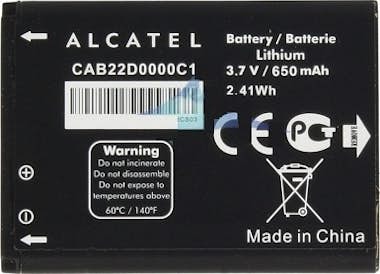 ALCATEL
CAB22D0000C1
Battery / Batterie
Lithium
3.7 V / 650 mAh
2.41Wh
Warning
Do not incinerate
Do not disassemble
Do not expose to
temperatures above
60°C / 140°F
Made in China